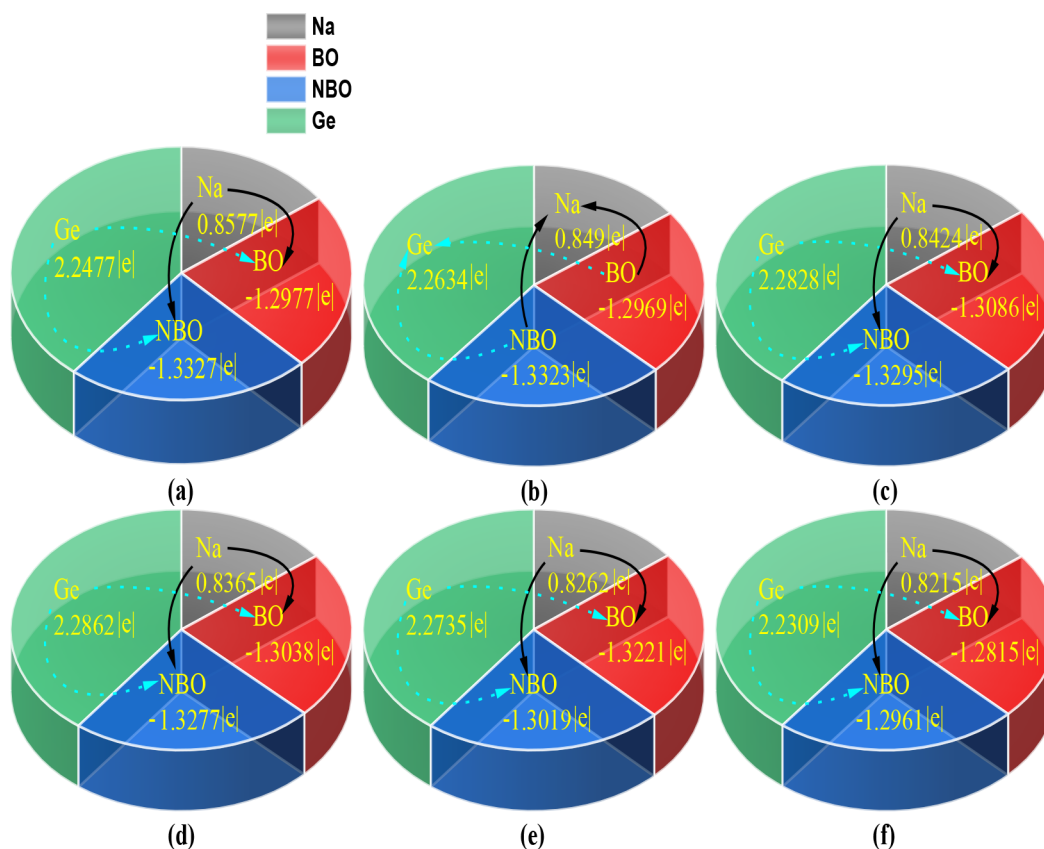 Na
BO
NBO
Ge
Na
0.8577|e|
Ge
2.2477|e|
BO
-1.2977|e|
NBO
-1.3327|e|
(a)
Na
0.849|e|
Ge
2.2634|e|
BO
-1.2969|e|
NBO
-1.3323|e|
(b)
Na
0.8424|e|
Ge
2.2828|e|
BO
-1.3086|e|
NBO
-1.3295|e|
(c)
Na
0.8365|e|
Ge
2.2862|e|
BO
-1.3038|e|
NBO
-1.3277|e|
(d)
Na
0.8262|e|
Ge
2.2735|e|
BO
-1.3221|e|
NBO
-1.3019|e|
(e)
Na
0.8215|e|
Ge
2.2309|e|
BO
-1.2815|e|
NBO
-1.2961|e|
(f)